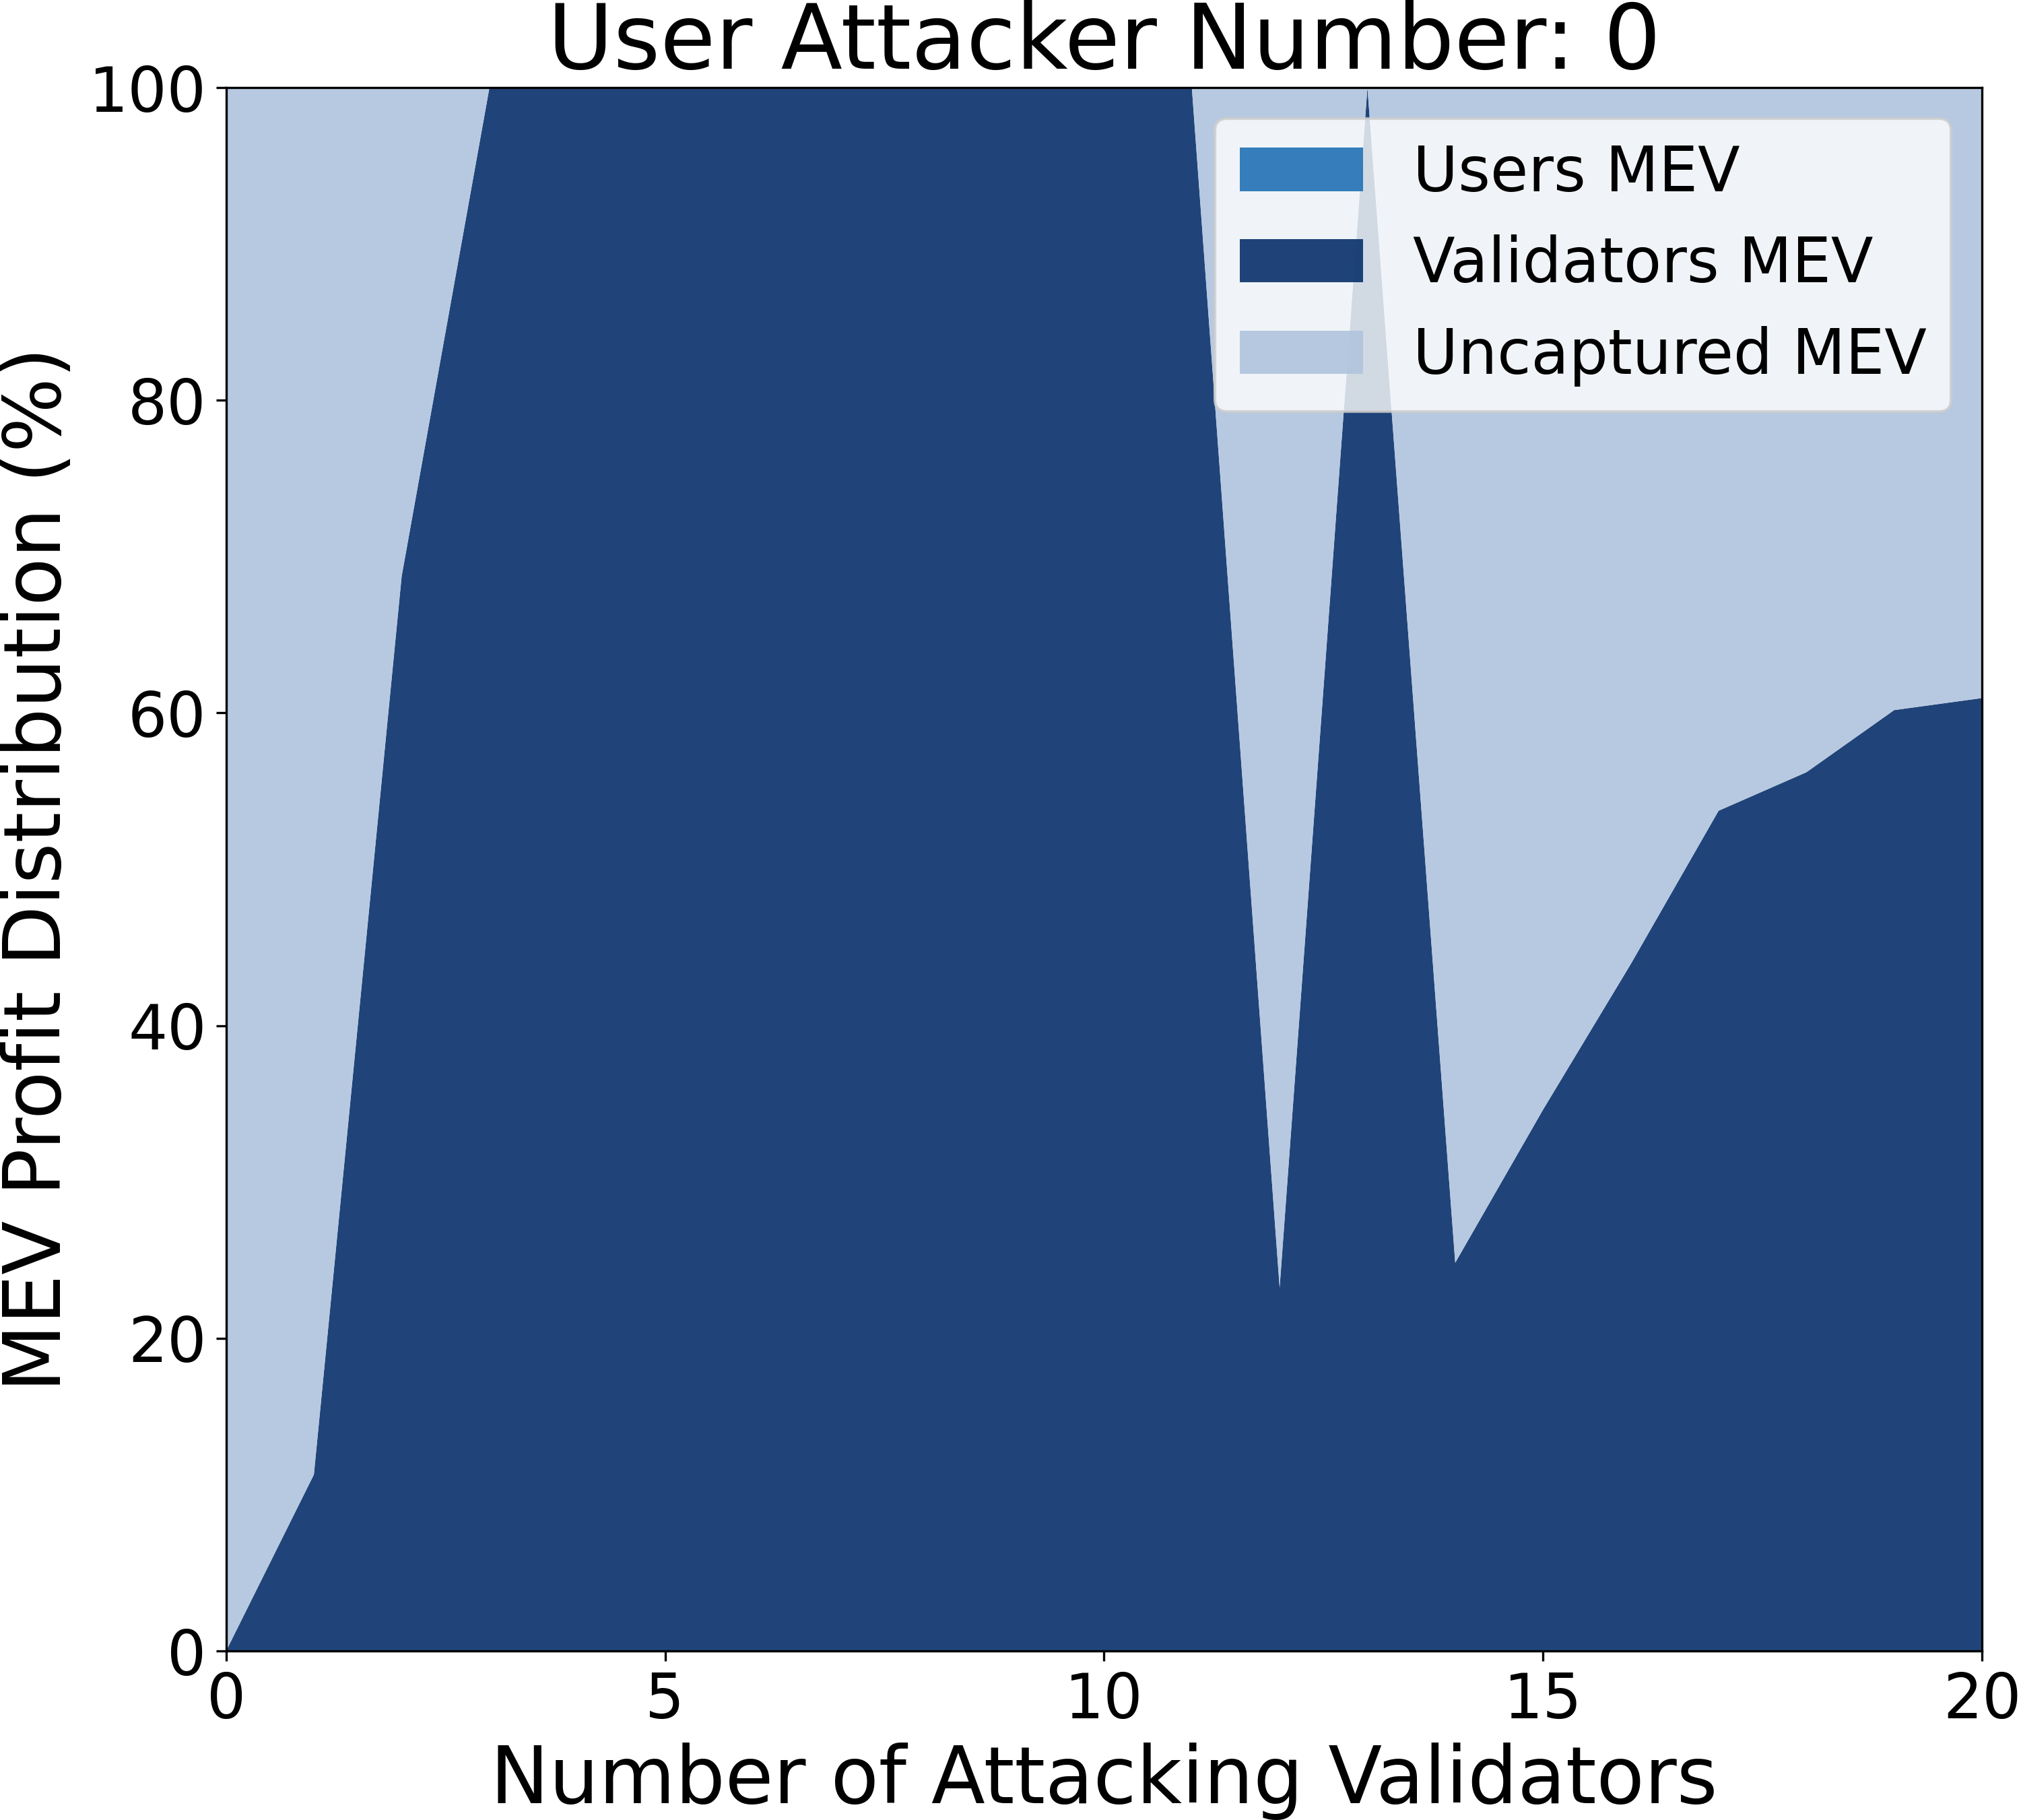 User Attacker Number: 0
MEV Profit Distribution (%)
100
80
60
40
20
0
Users MEV
Validators MEV
Uncaptured MEV
0 5 10 15 20
Number of Attacking Validators